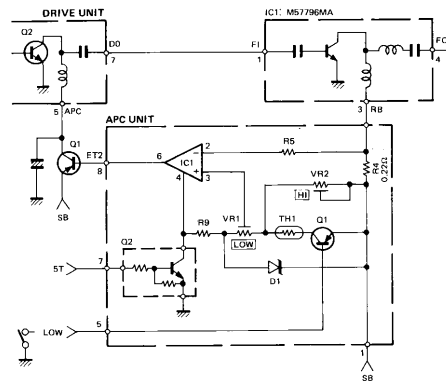 DRIVE UNIT
IC1: M57796MA
Q2
D0
7
FI
1
FO
4
5
APC
3
RB
APC UNIT
Q1
ET2
8
6
IC1
−
2
+
3
4
R5
R4
0.22Ω
VR2
HI
SB
R9
VR1
LOW
TH1
Q1
Q2
D1
5T
7
LOW
5
1
SB